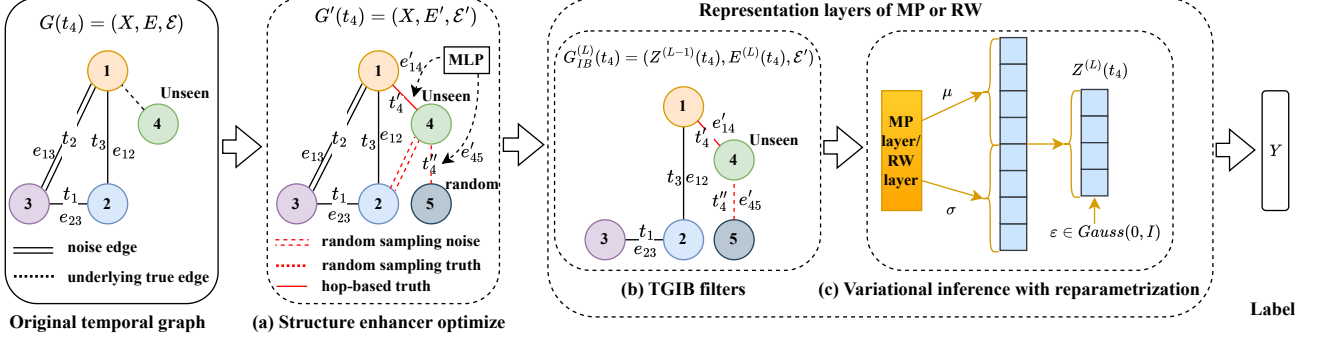 G(t₄) = (X, E, ℰ)
1
Unseen
4
t₂
t₃
e₁₂
e₁₃
3
t₁
e₂₃
2
noise edge
underlying true edge
Original temporal graph
G′(t₄) = (X, E′, ℰ′)
1
e′₁₄
MLP
t′₄
Unseen
4
t₂
t₃
e₁₂
e₁₃
t″₄
e′₄₅
random
3
t₁
e₂₃
2
5
random sampling noise
random sampling truth
hop-based truth
(a) Structure enhancer optimize
Representation layers of MP or RW
G_{IB}^{(L)}(t₄) = (Z^{(L-1)}(t₄), E^{(L)}(t₄), ℰ′)
1
e′₁₄
t′₄
Unseen
4
t₃
e₁₂
t″₄
e′₄₅
3
t₁
e₂₃
2
5
(b) TGIB filters
MP
layer/
RW
layer
μ
σ
Z^{(L)}(t₄)
ε ∈ Gauss(0, I)
(c) Variational inference with reparametrization
Y
Label